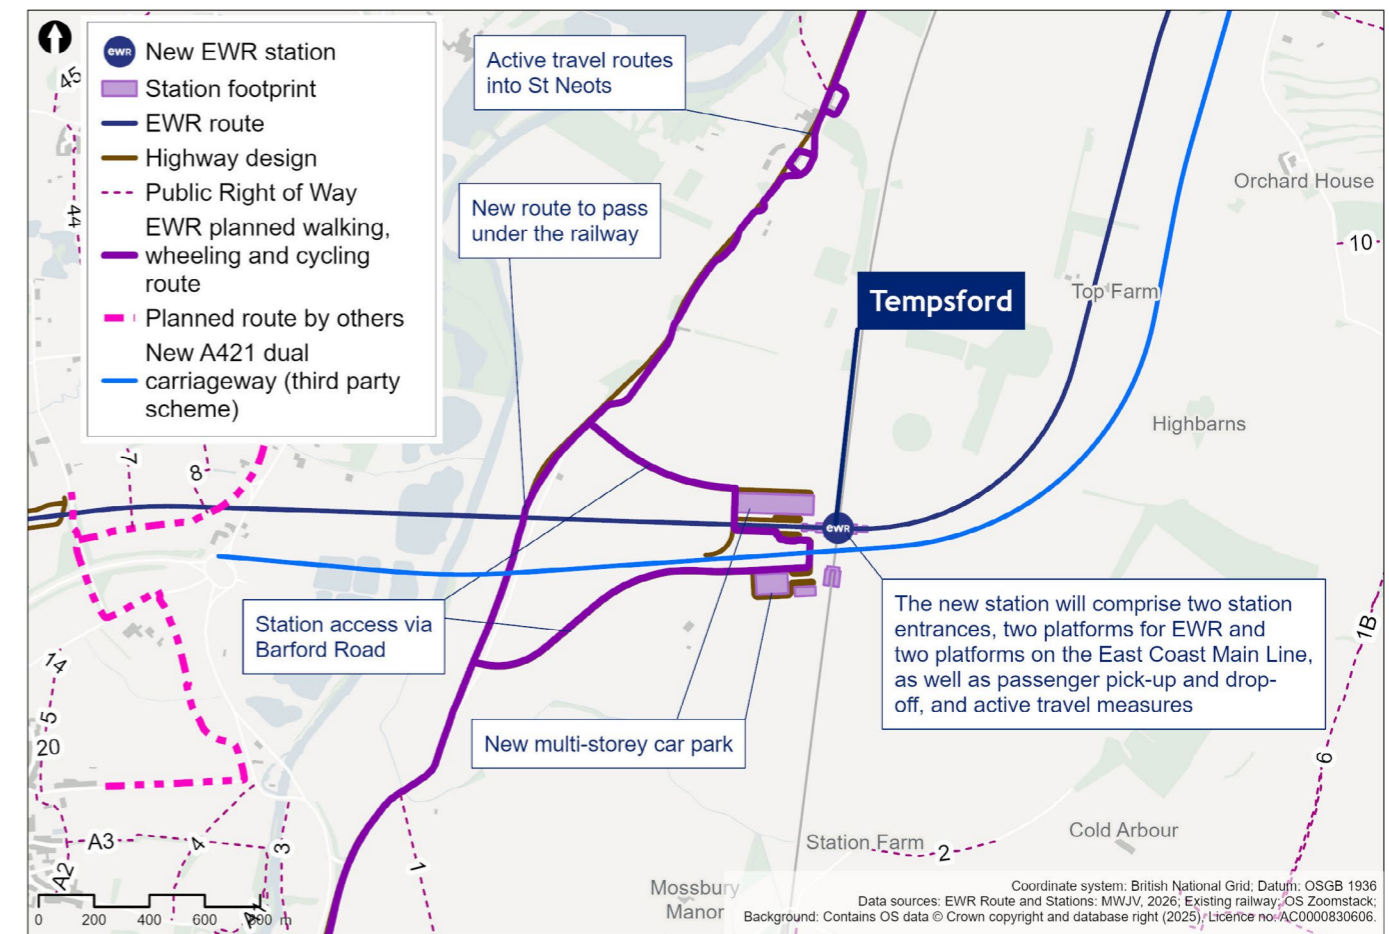 ewr New EWR station
Station footprint
EWR route
Highway design
Public Right of Way
EWR planned walking,
wheeling and cycling
route
Planned route by others
New A421 dual
carriageway (third party
scheme)
45
44
Active travel routes
into St Neots
New route to pass
under the railway
Orchard House
10
Tempsford
Top Farm
Highbarns
7
8
ewr
Station access via
Barford Road
The new station will comprise two station
entrances, two platforms for EWR and
two platforms on the East Coast Main Line,
as well as passenger pick-up and drop-
off, and active travel measures
New multi-storey car park
1B
14
5
20
6
A3
4
3
A2
1
Station Farm
2
Cold Arbour
Mossbury
Manor
0 200 400 600 800 m
Coordinate system: British National Grid; Datum: OSGB 1936
Data sources: EWR Route and Stations: MWJV, 2026; Existing railway: OS Zoomstack;
Background: Contains OS data © Crown copyright and database right (2025). Licence no. AC0000830606.